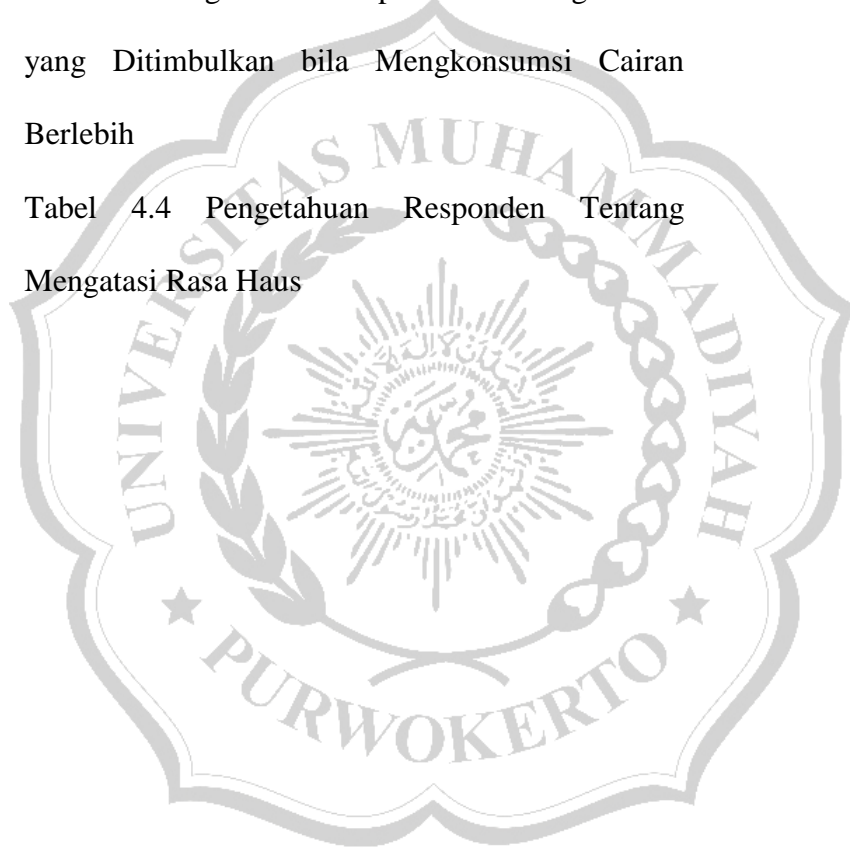 yang Ditimbulkan bila Mengkonsumsi Cairan
Berlebih
Tabel 4.4 Pengetahuan Responden Tentang
Mengatasi Rasa Haus
UNIVERSITAS MUHAMMADIYAH
PURWOKERTO